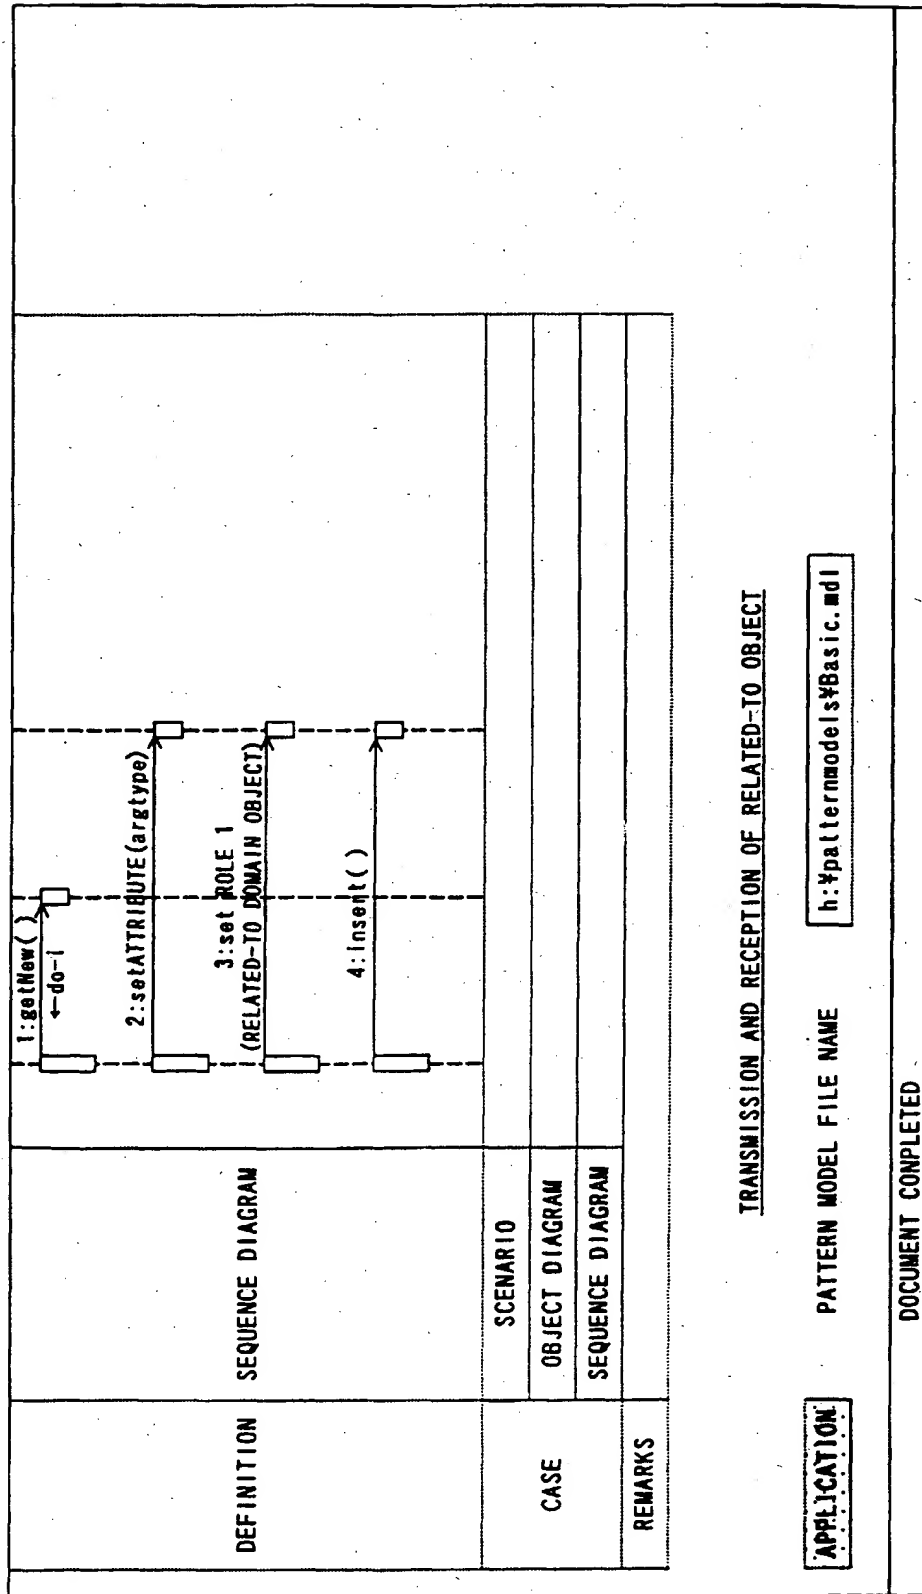 DEFINITION
SEQUENCE DIAGRAM
1:getNew( )
←do-i
2:setATTRIBUTE(argtype)
3:set ROLE 1
(RELATED-TO DOMAIN OBJECT)
4:insert( )
CASE
SCENARIO
OBJECT DIAGRAM
SEQUENCE DIAGRAM
REMARKS
TRANSMISSION AND RECEPTION OF RELATED-TO OBJECT
APPLICATION
PATTERN MODEL FILE NAME
h:¥patternmodels¥Basic.mdl
DOCUMENT CONPLETED